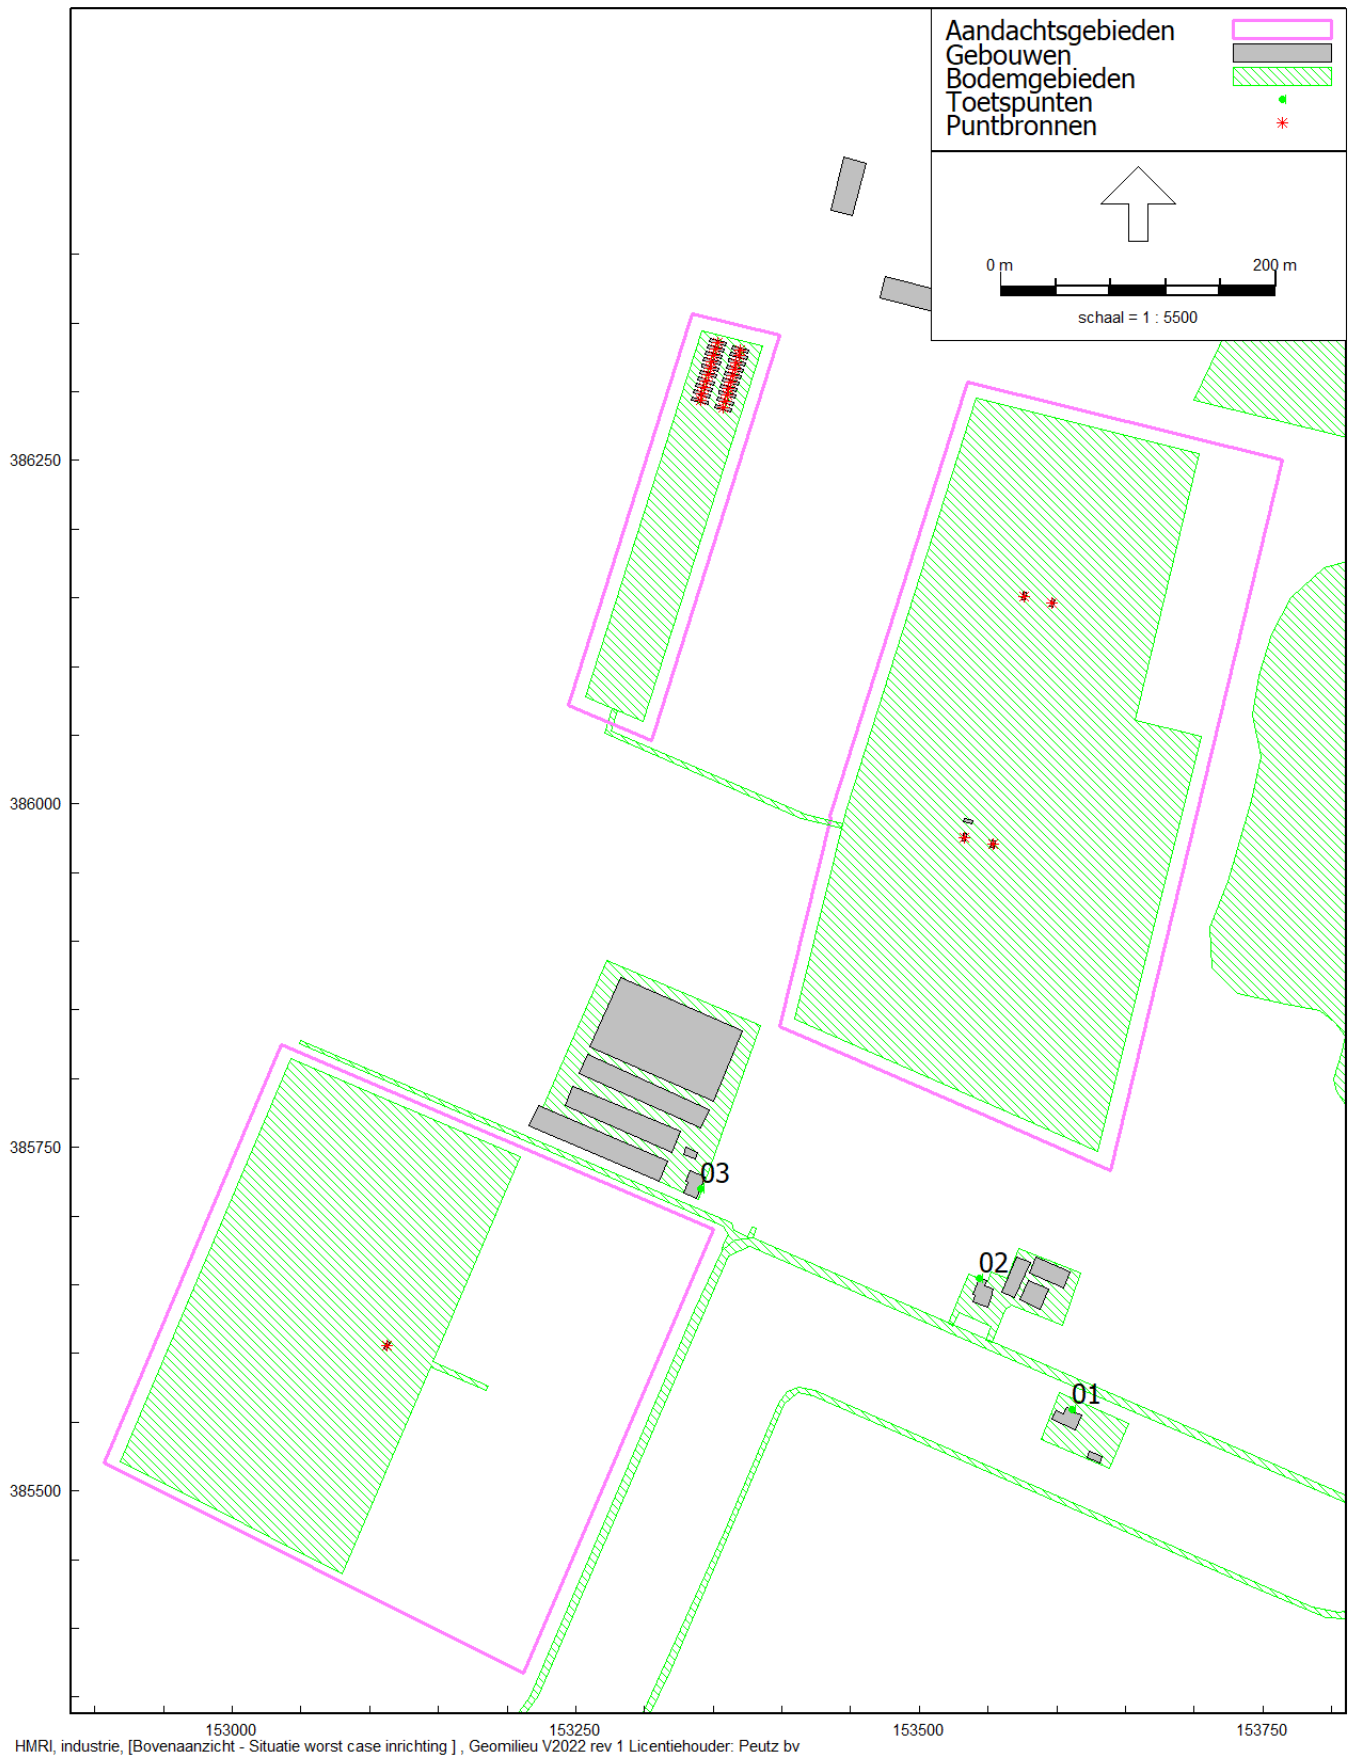 Aandachtsgebieden
Gebouwen
Bodemgebieden
Toetspunten
Puntbronnen
0 m 200 m
schaal = 1 : 5500
386250
386000
03
385750
02
01
385500
153000 153250 153500 153750
HMRI, industrie, [Bovenaanzicht - Situatie worst case inrichting ] , Geomilieu V2022 rev 1 Licentiehouder: Peutz bv